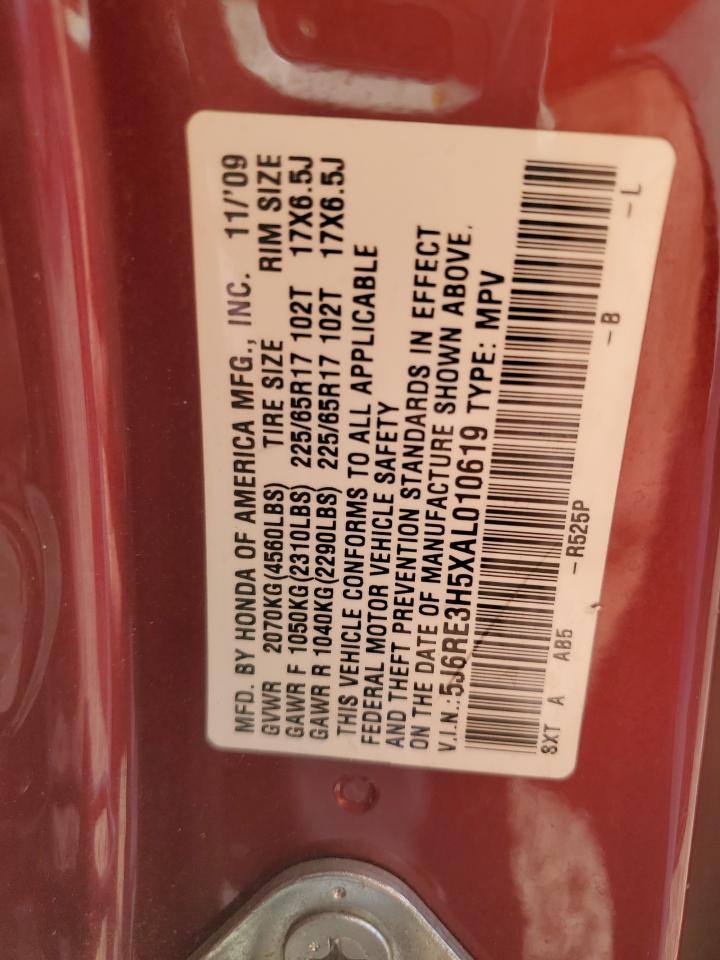 MFD. BY HONDA OF AMERICA MFG., INC. 11/'09
GVWR 2070KG(4560LBS) TIRE SIZE RIM SIZE
GAWR F 1050KG(2310LBS) 225/65R17 102T 17X6.5J
GAWR R 1040KG(2290LBS) 225/65R17 102T 17X6.5J
THIS VEHICLE CONFORMS TO ALL APPLICABLE
FEDERAL MOTOR VEHICLE SAFETY
AND THEFT PREVENTION STANDARDS IN EFFECT
ON THE DATE OF MANUFACTURE SHOWN ABOVE.
V.I.N.:5J6RE3H5XAL010619 TYPE: MPV
8XT A AB5 -R525P -B -L